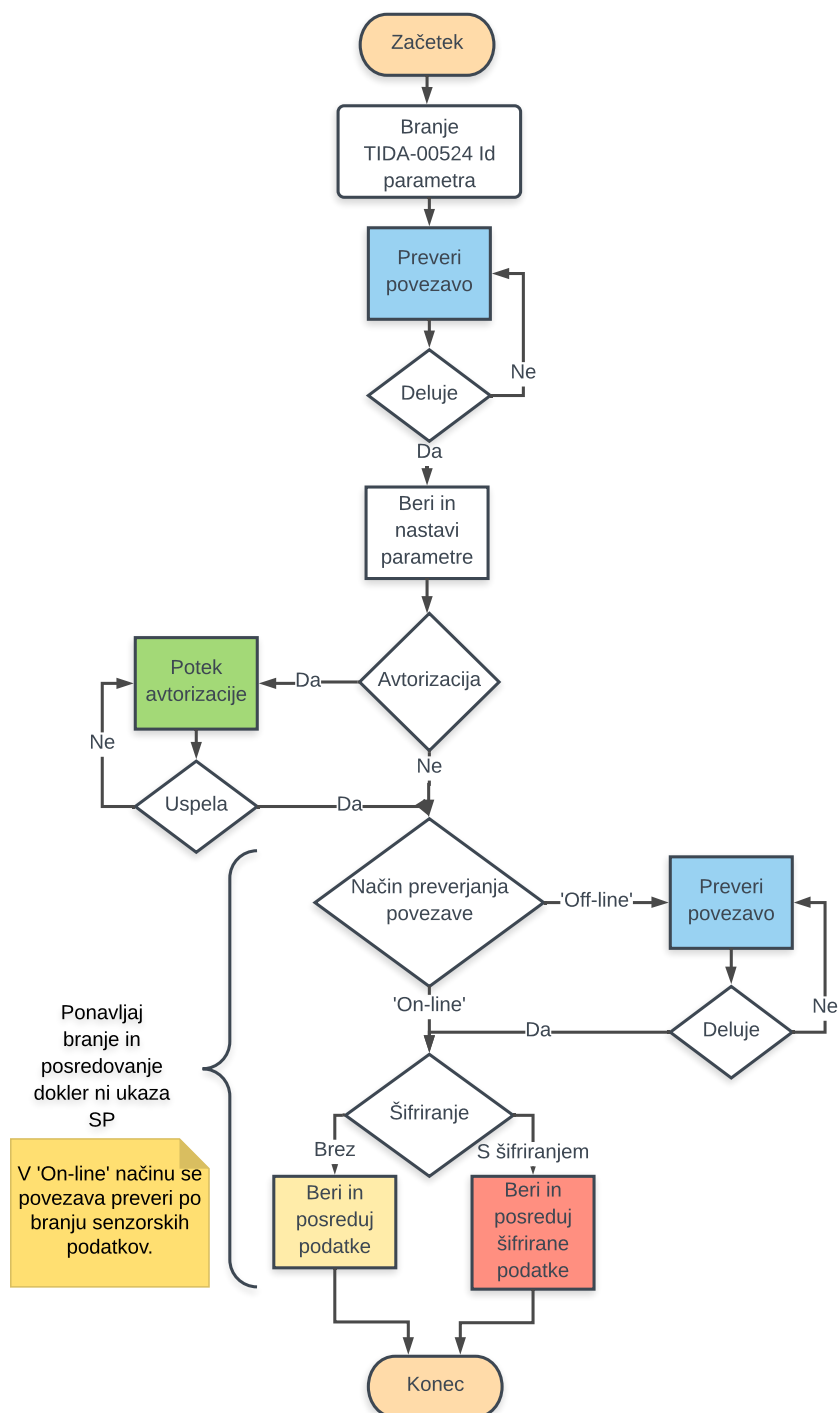 Začetek
Branje
TIDA-00524 Id
parametra
Preveri
povezavo
Deluje
Ne
Da
Beri in
nastavi
parametre
Avtorizacija
Da
Potek
avtorizacije
Ne
Uspela
Da
Ne
Način preverjanja
povezave
'Off-line'
Preveri
povezavo
Deluje
Ne
Da
'On-line'
Šifriranje
Brez
S šifriranjem
Beri in
posreduj
podatke
Beri in
posreduj
šifrirane
podatke
Konec
Ponavljaj
branje in
posredovanje
dokler ni ukaza
SP
V 'On-line' načinu se
povezava preveri po
branju senzorskih
podatkov.